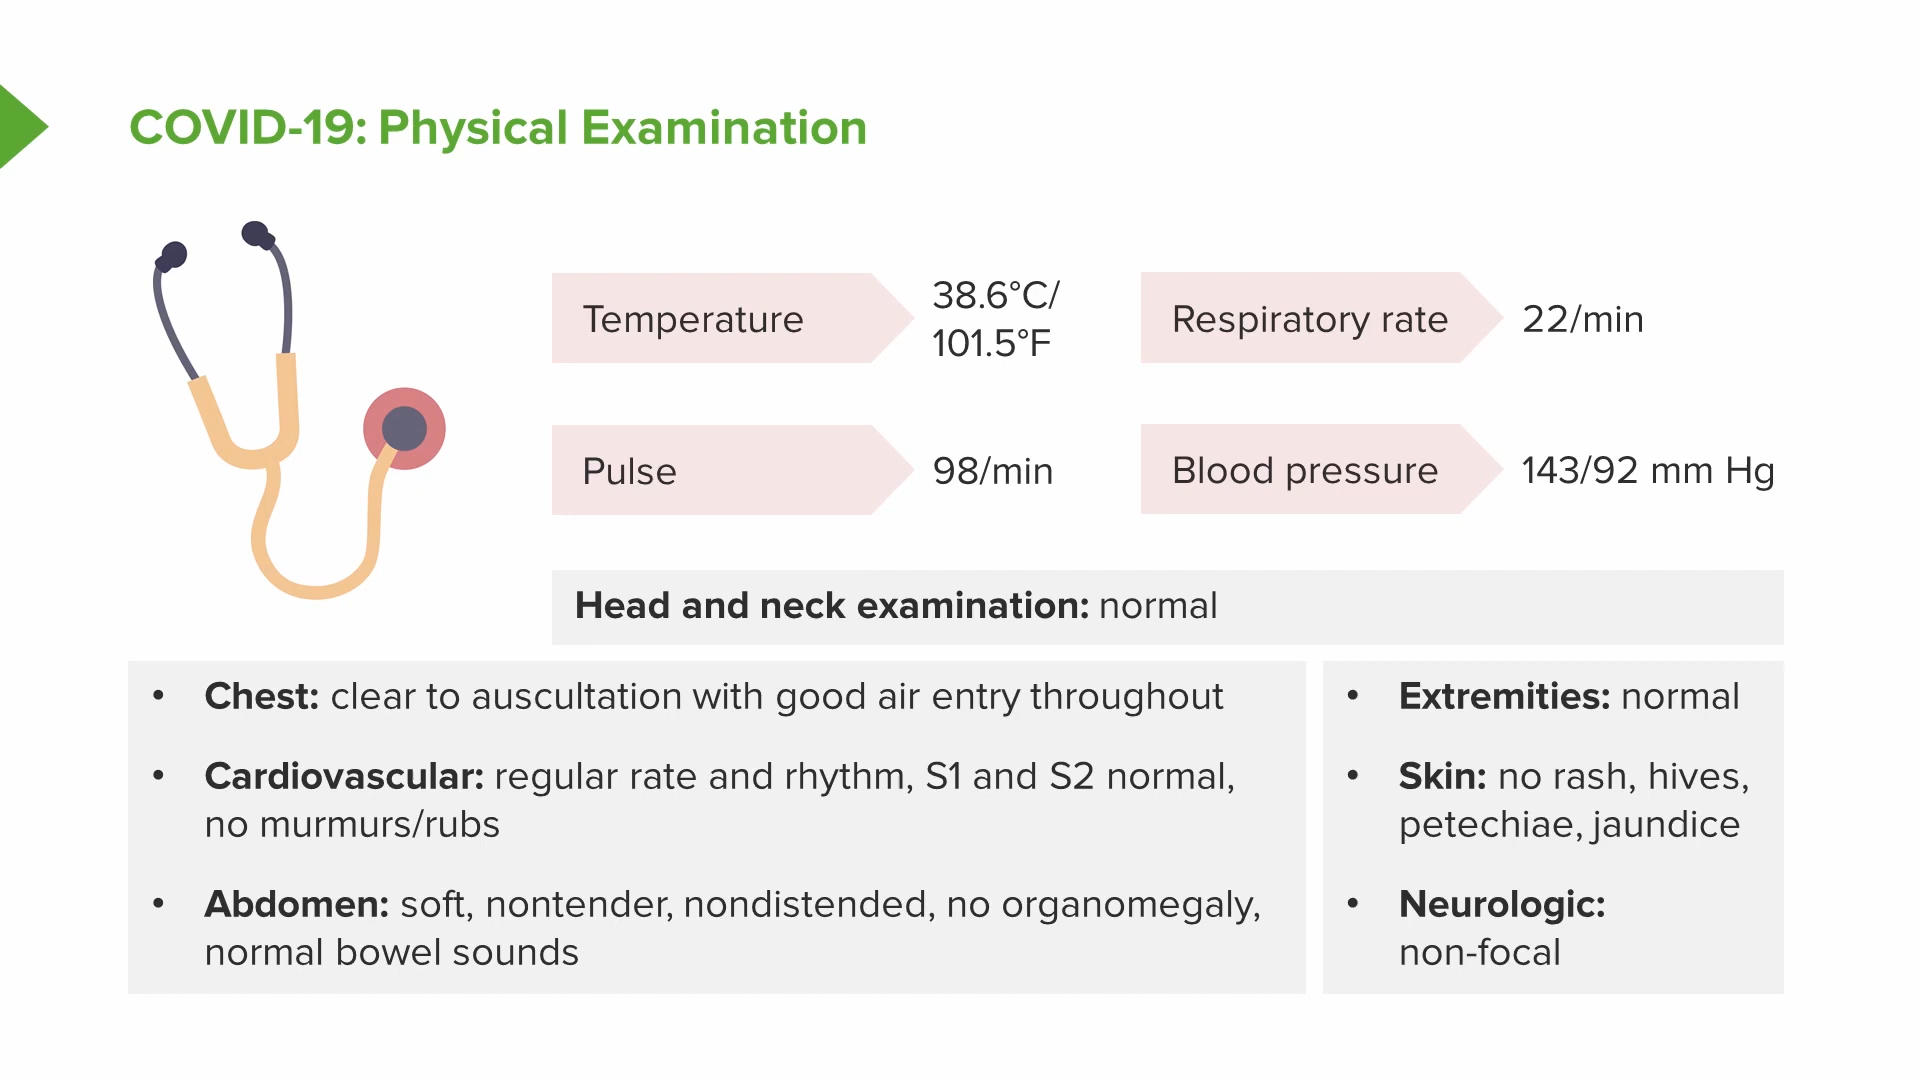 COVID-19: Physical Examination
Temperature
38.6°C/
101.5°F
Respiratory rate
22/min
Pulse
98/min
Blood pressure
143/92 mm Hg
Head and neck examination: normal
• Chest: clear to auscultation with good air entry throughout
• Cardiovascular: regular rate and rhythm, S1 and S2 normal,
no murmurs/rubs
• Abdomen: soft, nontender, nondistended, no organomegaly,
normal bowel sounds
• Extremities: normal
• Skin: no rash, hives,
petechiae, jaundice
• Neurologic:
non-focal